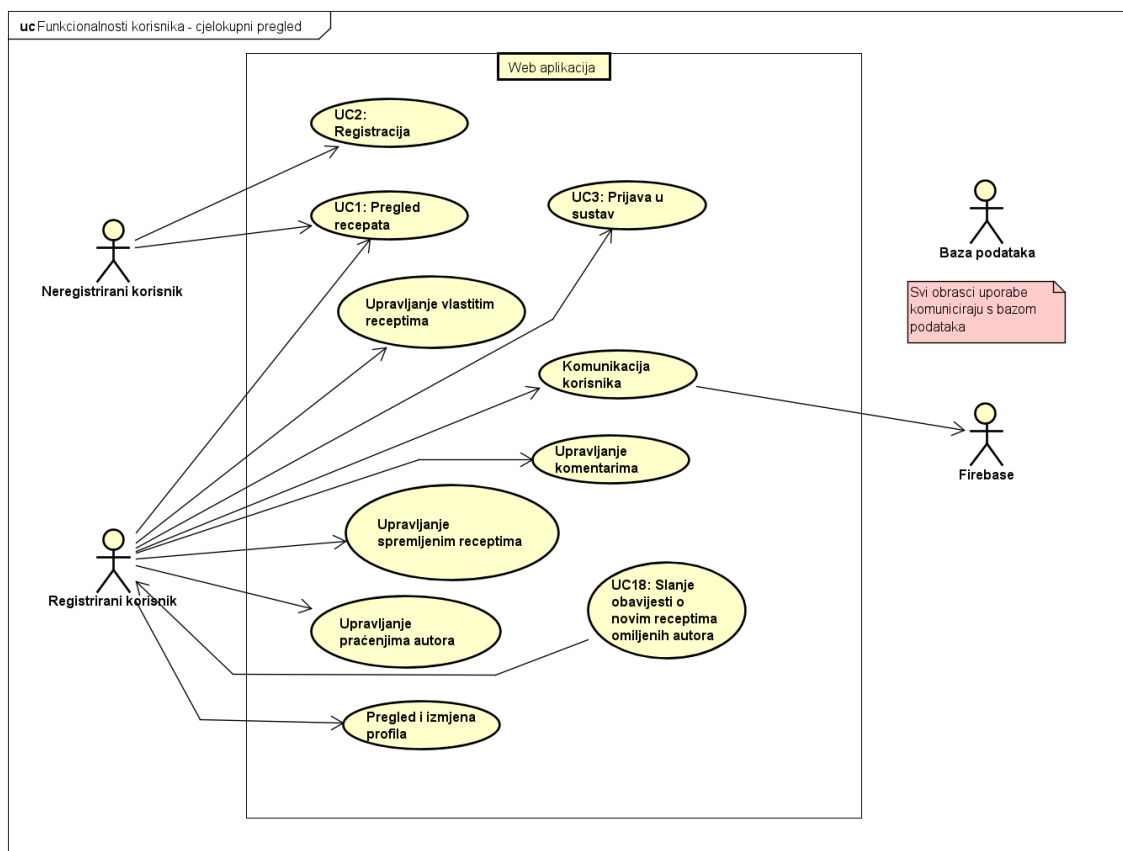 uc Funkcionalnosti korisnika - cjelokupni pregled
Web aplikacija
UC2:
Registracija
UC1: Pregled
recepata
UC3: Prijava u
sustav
Baza podataka
Neregistrirani korisnik
Svi obrasci uporabe
komuniciraju s bazom
podataka
Upravljanje vlastitim
receptima
Komunikacija
korisnika
Upravljanje
komentarima
Firebase
Upravljanje
spremljenim receptima
Registrirani korisnik
UC18: Slanje
obavijesti o
novim receptima
omiljenih autora
Upravljanje
praćenjima autora
Pregled i izmjena
profila